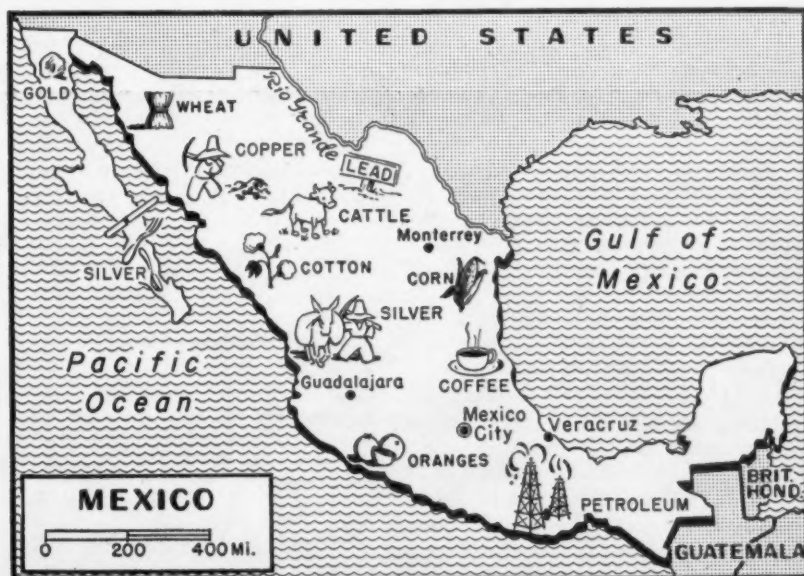 UNITED STATES
GOLD
WHEAT
Rio Grande
COPPER
LEAD
CATTLE
Monterrey
Gulf of
Mexico
SILVER
COTTON
CORN
SILVER
Pacific
Ocean
COFFEE
Guadalajara
Mexico
City
Veracruz
ORANGES
PETROLEUM
BRIT.
HOND.
GUATEMALA
MEXICO
0 200 400 Mi.